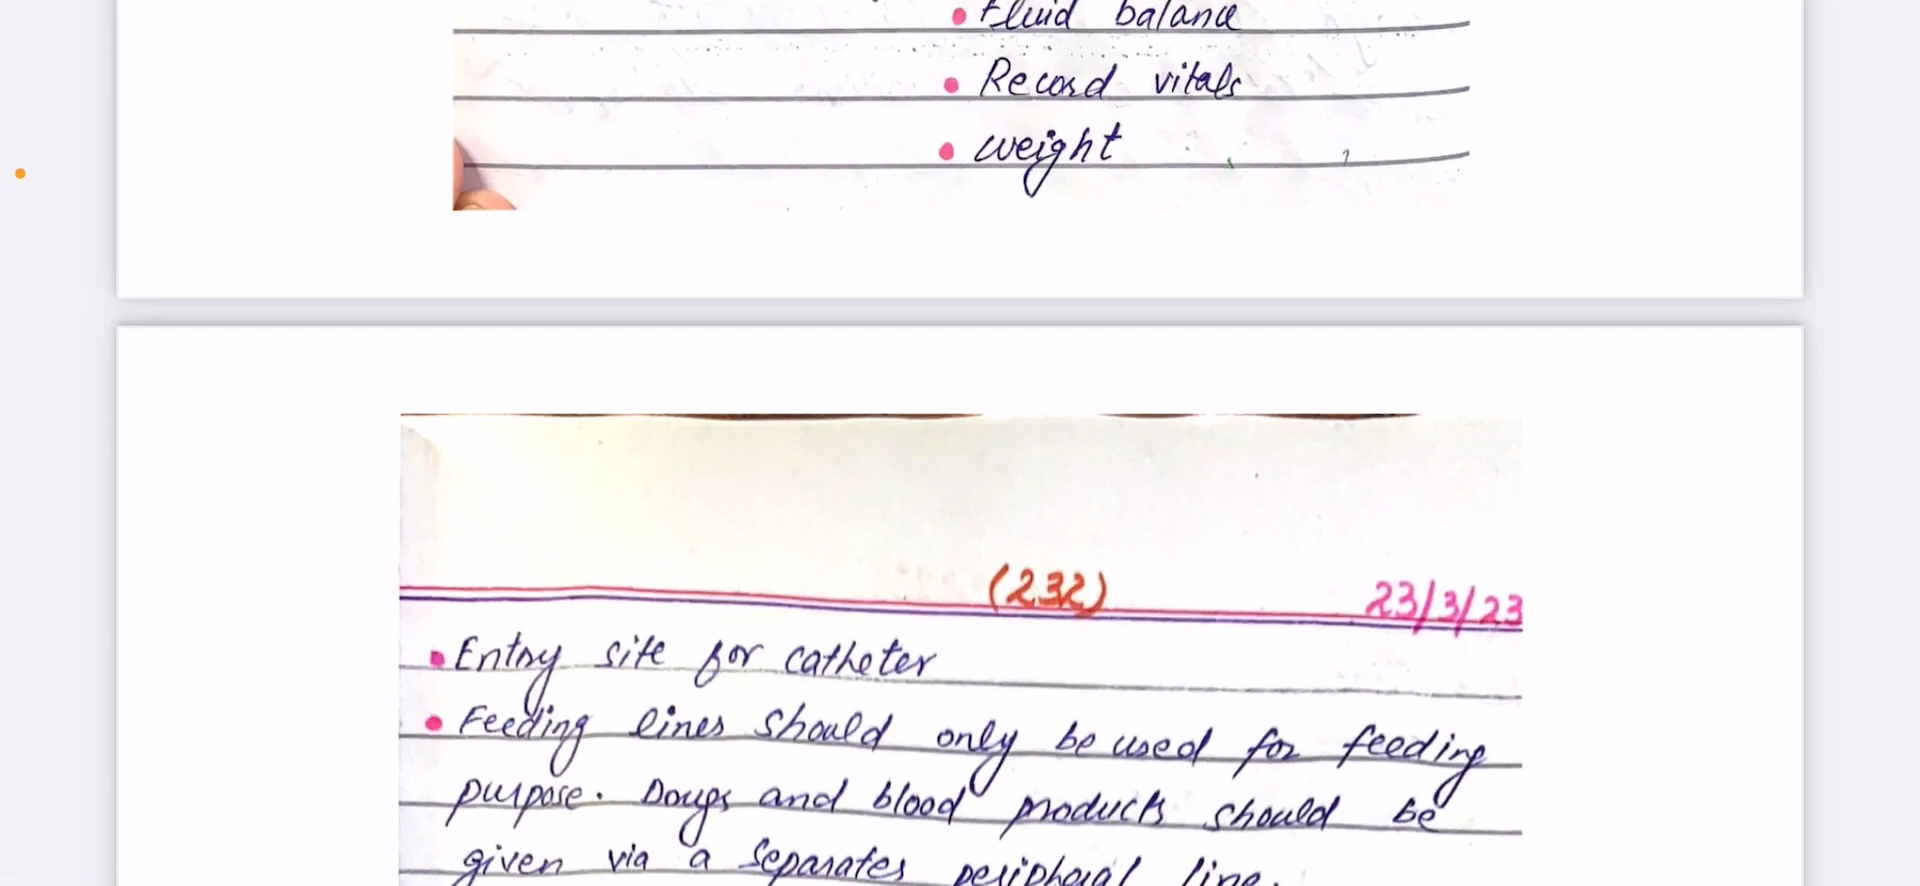 • Fluid balance
• Record vitals
• weight
(232) 23/3/23
• Entry site for catheter
• Feeding lines should only be used for feeding
purpose. Drugs and blood products should be
given via a separates peripheral line.